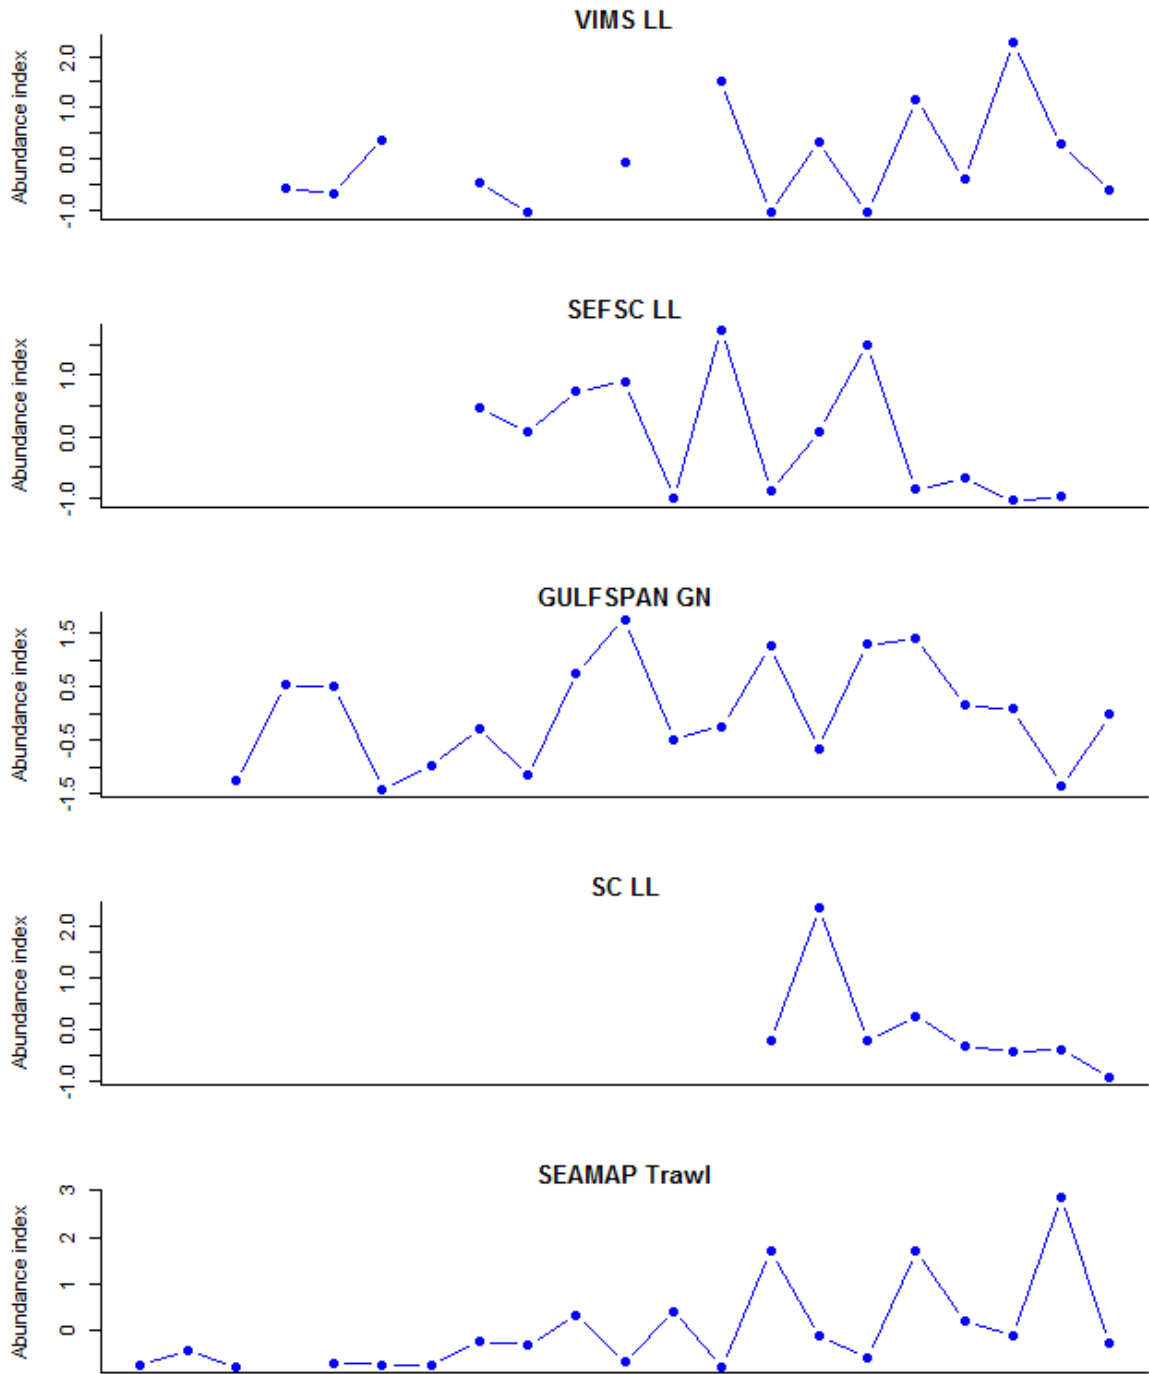 VIMS LL
Abundance index
2.0
1.0
0.0
-1.0
SEFSC LL
Abundance index
1.0
0.0
-1.0
GULFSPAN GN
Abundance index
1.5
0.5
-0.5
-1.5
SC LL
Abundance index
2.0
1.0
0.0
-1.0
SEAMAP Trawl
Abundance index
3
2
1
0